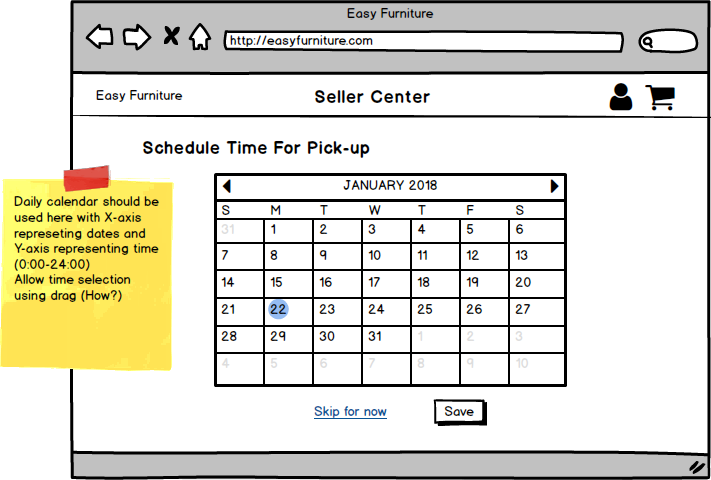 Easy Furniture
http://easyfurniture.com
Easy Furniture
Seller Center
Schedule Time For Pick-up
Daily calendar should be
used here with X-axis
represeting dates and
Y-axis representing time
(0:00-24:00)
Allow time selection
using drag (How?)
JANUARY 2018
S M T W T F S
31 1 2 3 4 5 6
7 8 9 10 11 12 13
14 15 16 17 18 19 20
21 22 23 24 25 26 27
28 29 30 31 1 2 3
4 5 6 7 8 9 10
Skip for now
Save